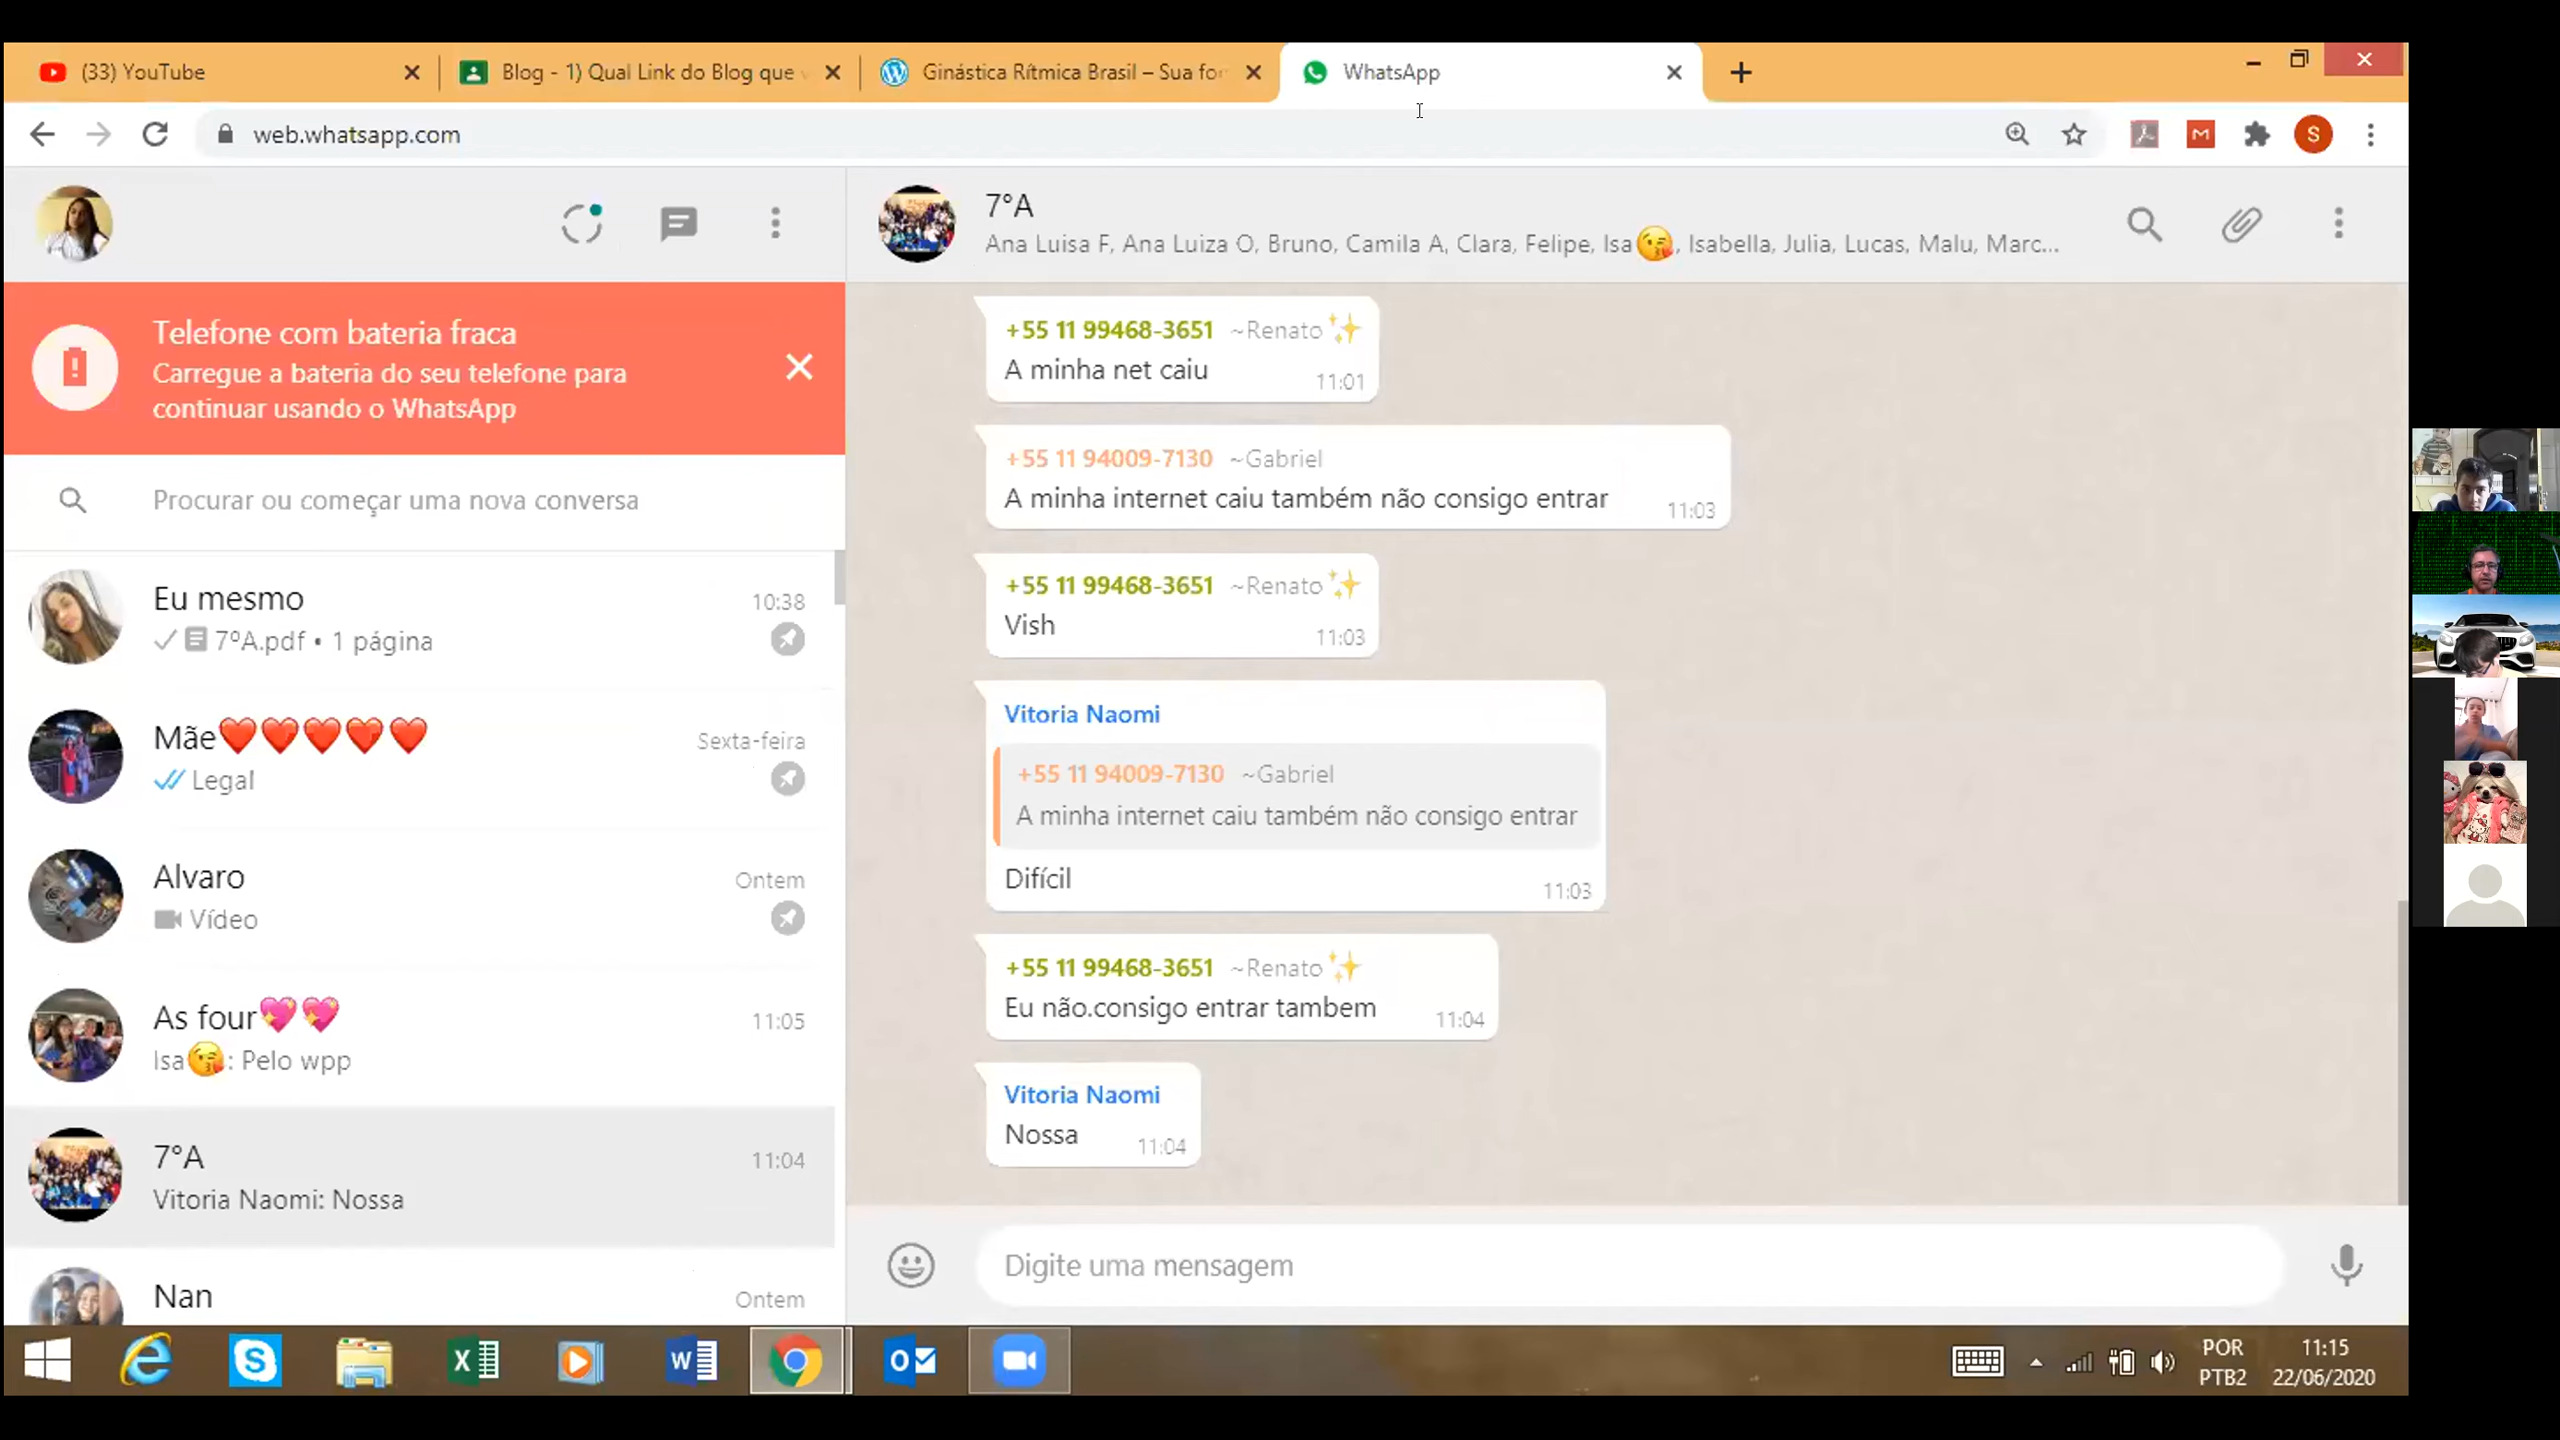 (33) YouTube
Blog - 1) Qual Link do Blog que
Ginástica Rítmica Brasil – Sua for
WhatsApp
web.whatsapp.com
S
7°A
Ana Luisa F, Ana Luiza O, Bruno, Camila A, Clara, Felipe, Isa😘, Isabella, Julia, Lucas, Malu, Marc...
Telefone com bateria fraca
Carregue a bateria do seu telefone para
continuar usando o WhatsApp
Procurar ou começar uma nova conversa
Eu mesmo
10:38
7ºA.pdf • 1 página
Mãe❤️❤️❤️❤️❤️
Sexta-feira
Legal
Alvaro
Ontem
Vídeo
As four💖💖
11:05
Isa😘: Pelo wpp
7°A
11:04
Vitoria Naomi: Nossa
Nan
Ontem
+55 11 99468-3651 ~Renato✨
A minha net caiu
11:01
+55 11 94009-7130 ~Gabriel
A minha internet caiu também não consigo entrar
11:03
+55 11 99468-3651 ~Renato✨
Vish
11:03
Vitoria Naomi
+55 11 94009-7130 ~Gabriel
A minha internet caiu também não consigo entrar
Difícil
11:03
+55 11 99468-3651 ~Renato✨
Eu não.consigo entrar tambem
11:04
Vitoria Naomi
Nossa
11:04
Digite uma mensagem
POR
PTB2
11:15
22/06/2020